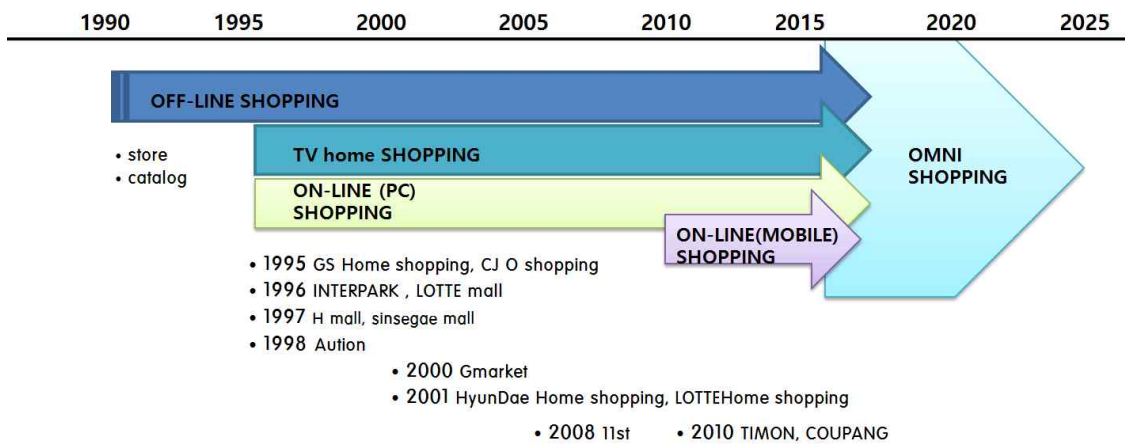 1990 1995 2000 2005 2010 2015 2020 2025
OFF-LINE SHOPPING
• store
• catalog
TV home SHOPPING
ON-LINE (PC)
SHOPPING
ON-LINE(MOBILE)
SHOPPING
OMNI
SHOPPING
• 1995 GS Home shopping, CJ O shopping
• 1996 INTERPARK , LOTTE mall
• 1997 H mall, sinsegae mall
• 1998 Aution
• 2000 Gmarket
• 2001 HyunDae Home shopping, LOTTEHome shopping
• 2008 11st • 2010 TIMON, COUPANG